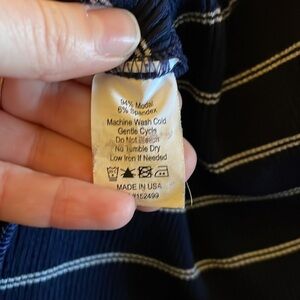 94% Modal
6% Spandex
Machine Wash Cold
Gentle Cycle
Do Not Bleach
No Tumble Dry
Low Iron If Needed
MADE IN USA
#152499